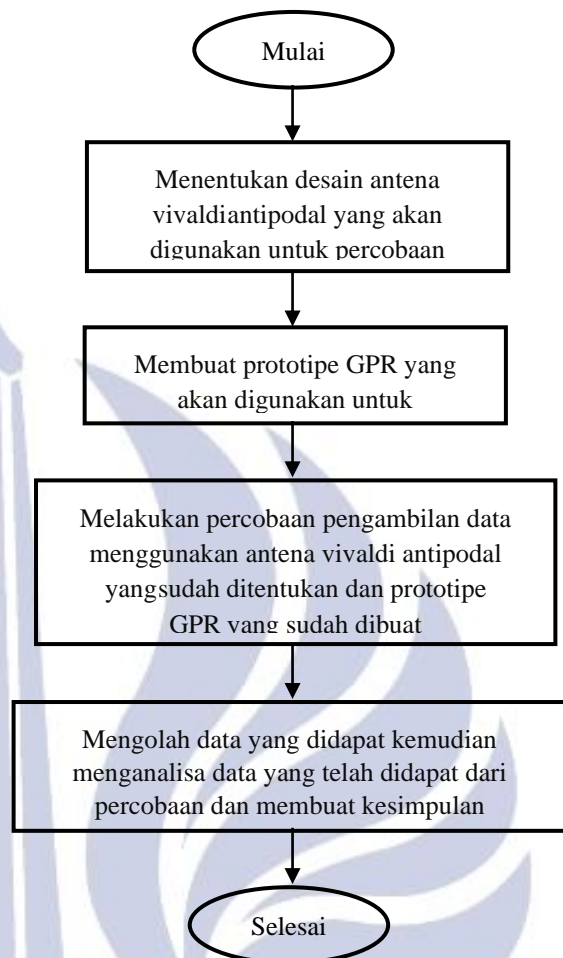 Mulai
Menentukan desain antena
vivaldiantipodal yang akan
digunakan untuk percobaan
Membuat prototipe GPR yang
akan digunakan untuk
Melakukan percobaan pengambilan data
menggunakan antena vivaldi antipodal
yangsudah ditentukan dan prototipe
GPR yang sudah dibuat
Mengolah data yang didapat kemudian
menganalisa data yang telah didapat dari
percobaan dan membuat kesimpulan
Selesai